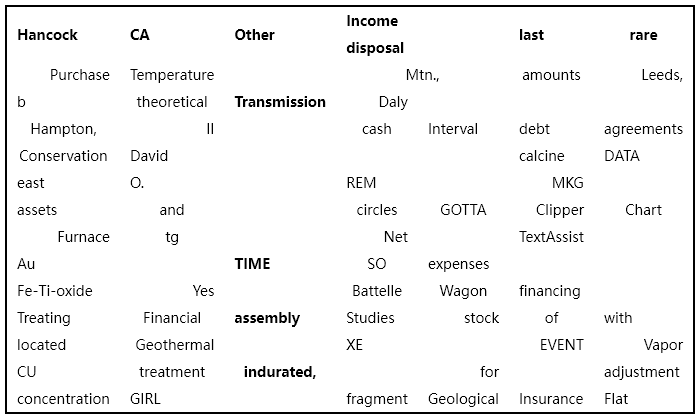 Hancock CA Other Income disposal last rare
Purchase Temperature Mtn., amounts Leeds,
b theoretical Transmission Daly
Hampton, II cash Interval debt agreements
Conservation David calcine DATA
east O. REM MKG
assets and circles GOTTA Clipper Chart
Furnace tg Net TextAssist
Au TIME SO expenses
Fe-Ti-oxide Yes Battelle Wagon financing
Treating Financial assembly Studies stock of with
located Geothermal XE EVENT Vapor
CU treatment indurated, for adjustment
concentration GIRL fragment Geological Insurance Flat